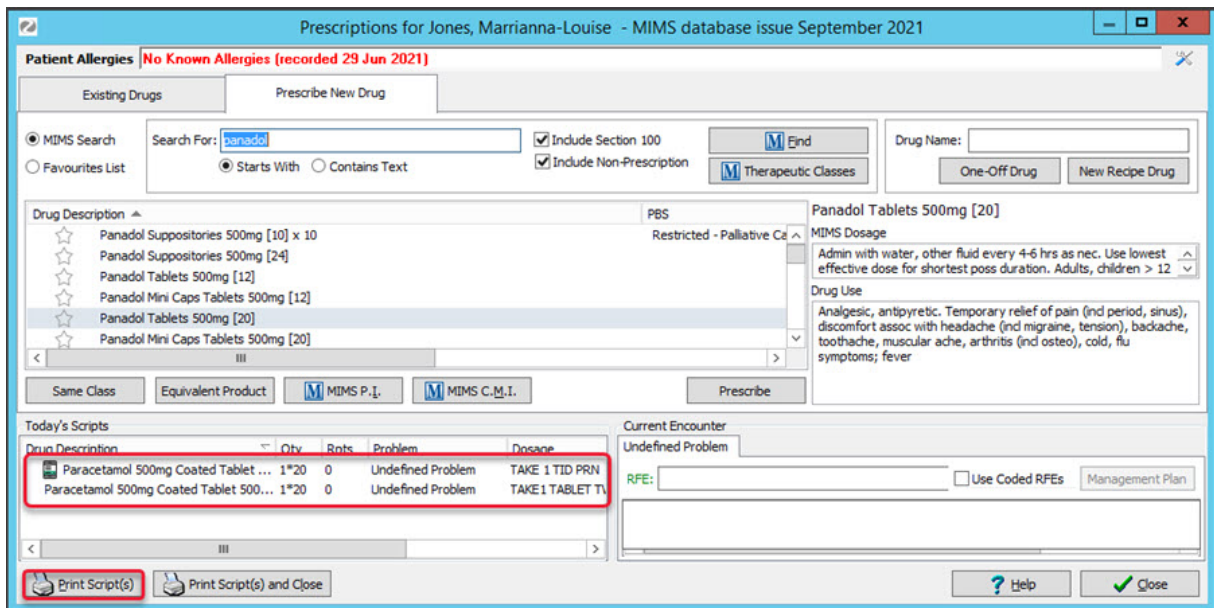 Prescriptions for Jones, Marrianna-Louise - MIMS database issue September 2021
Patient Allergies No Known Allergies (recorded 29 Jun 2021)
Existing Drugs Prescribe New Drug
MIMS Search Search For: panadol Include Section 100 M Find Drug Name:
Favourites List Starts With Contains Text Include Non-Prescription M Therapeutic Classes One-Off Drug New Recipe Drug
Drug Description PBS
Panadol Suppositories 500mg [10] x 10 Restricted - Palliative Ca
Panadol Suppositories 500mg [24]
Panadol Tablets 500mg [12]
Panadol Mini Caps Tablets 500mg [12]
Panadol Tablets 500mg [20]
Panadol Mini Caps Tablets 500mg [20]
Panadol Tablets 500mg [20]
MIMS Dosage
Admin with water, other fluid every 4-6 hrs as nec. Use lowest
effective dose for shortest poss duration. Adults, children > 12
Drug Use
Analgesic, antipyretic. Temporary relief of pain (incl period, sinus),
discomfort assoc with headache (incl migraine, tension), backache,
toothache, muscular ache, arthritis (incl osteo), cold, flu
symptoms; fever
Same Class Equivalent Product M MIMS P.I. M MIMS C.M.I. Prescribe
Today's Scripts
Drug Description Qty Rpts Problem Dosage
Paracetamol 500mg Coated Tablet ... 1*20 0 Undefined Problem TAKE 1 TID PRN
Paracetamol 500mg Coated Tablet 500... 1*20 0 Undefined Problem TAKE 1 TABLET TW
Current Encounter
Undefined Problem
RFE: Use Coded RFEs Management Plan
Print Script(s) Print Script(s) and Close Help Close